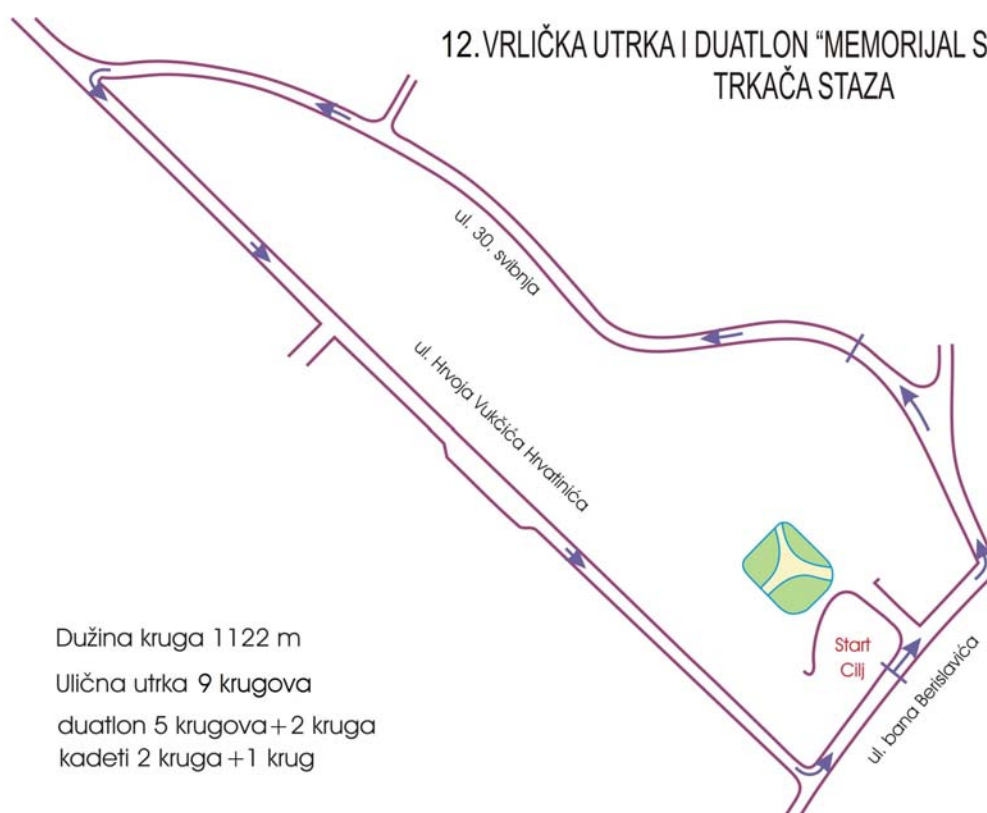 12. VRLIČKA UTRKA I DUATLON “MEMORIJAL S
TRKAČA STAZA
ul. 30. svibnja
ul. Hrvoja Vukčića Hrvatinića
Start
Cilj
ul. bana Berislavića
Dužina kruga 1122 m
Ulična utrka 9 krugova
duatlon 5 krugova+2 kruga
kadeti 2 kruga +1 krug